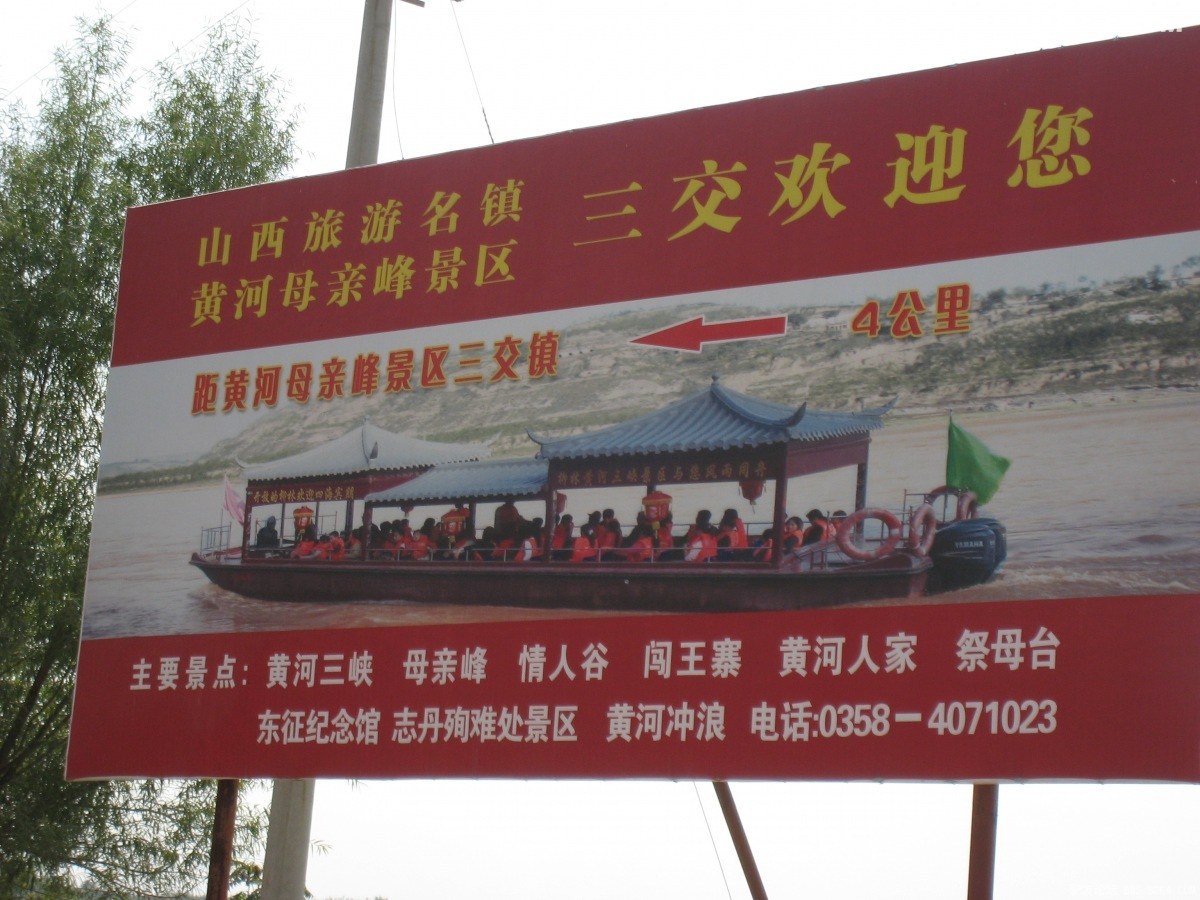 山西旅游名镇
黄河母亲峰景区
三交欢迎您
距黄河母亲峰景区三交镇
4公里
主要景点：黄河三峡 母亲峰 情人谷 闯王寨 黄河人家 祭母台
东征纪念馆 志丹殉难处景区 黄河冲浪 电话:0358-4071023